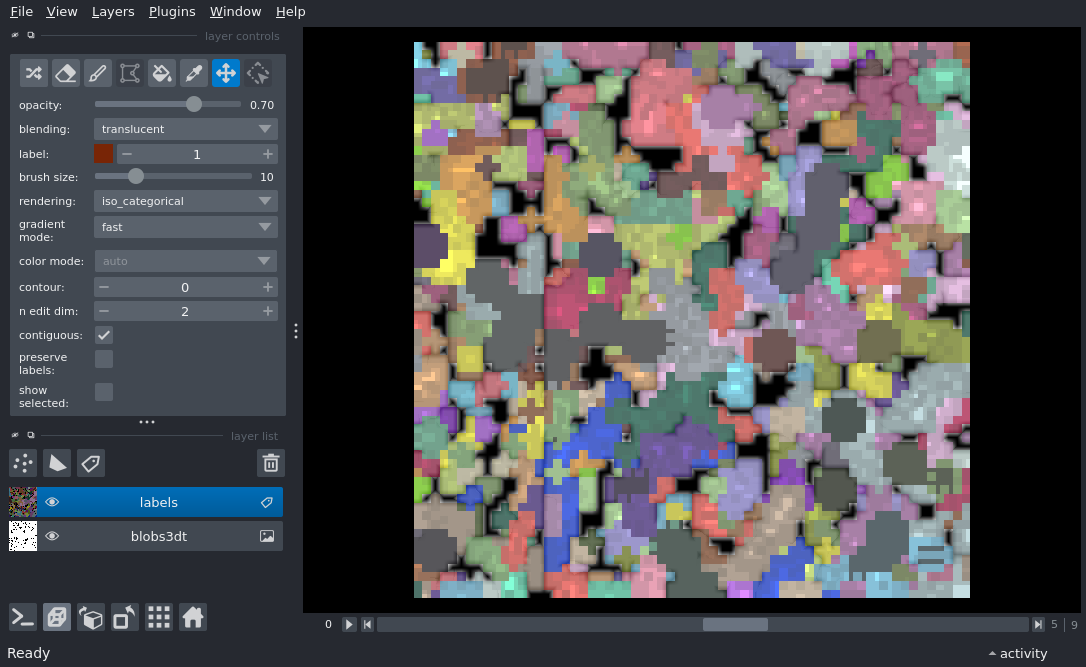 File View Layers Plugins Window Help
layer controls
opacity: 0.70
blending: translucent
label: 1
brush size: 10
rendering: iso_categorical
gradient
mode: fast
color mode: auto
contour: 0
n edit dim: 2
contiguous:
preserve
labels:
show
selected:
layer list
labels
blobs3dt
0 5 9
Ready activity